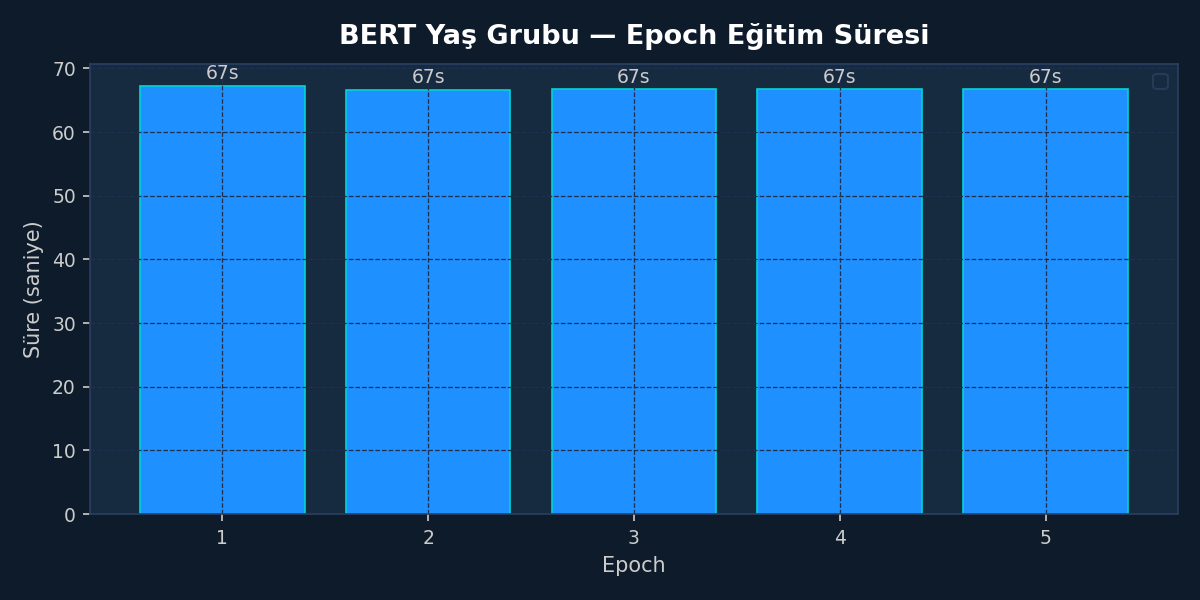 BERT Yaş Grubu — Epoch Eğitim Süresi
Süre (saniye)
70
60
50
40
30
20
10
0
67s 67s 67s 67s 67s
1 2 3 4 5
Epoch